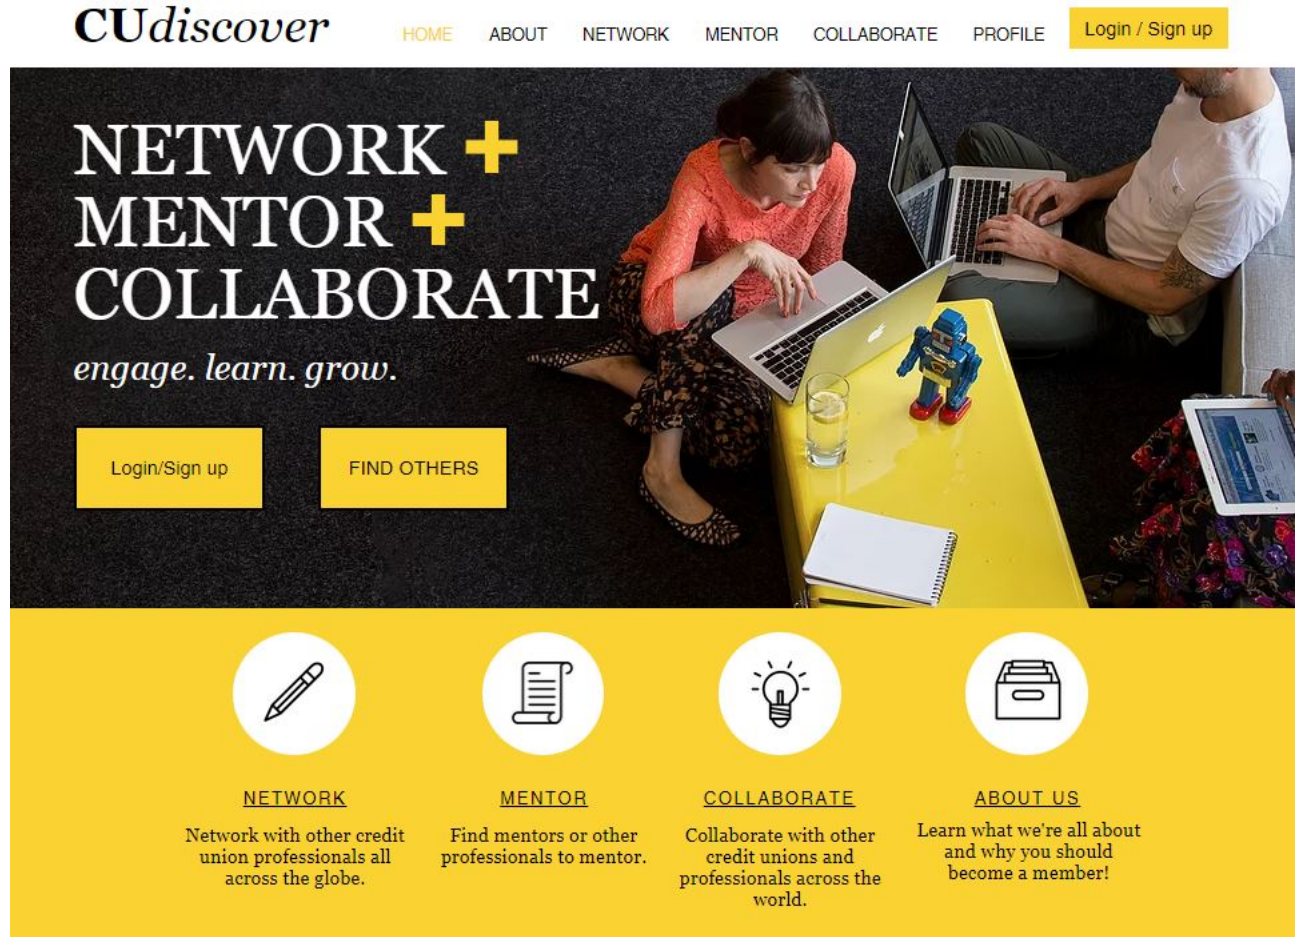 CUdiscover
HOME ABOUT NETWORK MENTOR COLLABORATE PROFILE Login / Sign up
NETWORK +
MENTOR +
COLLABORATE
engage. learn. grow.
Login/Sign up
FIND OTHERS
NETWORK
Network with other credit
union professionals all
across the globe.
MENTOR
Find mentors or other
professionals to mentor.
COLLABORATE
Collaborate with other
credit unions and
professionals across the
world.
ABOUT US
Learn what we're all about
and why you should
become a member!